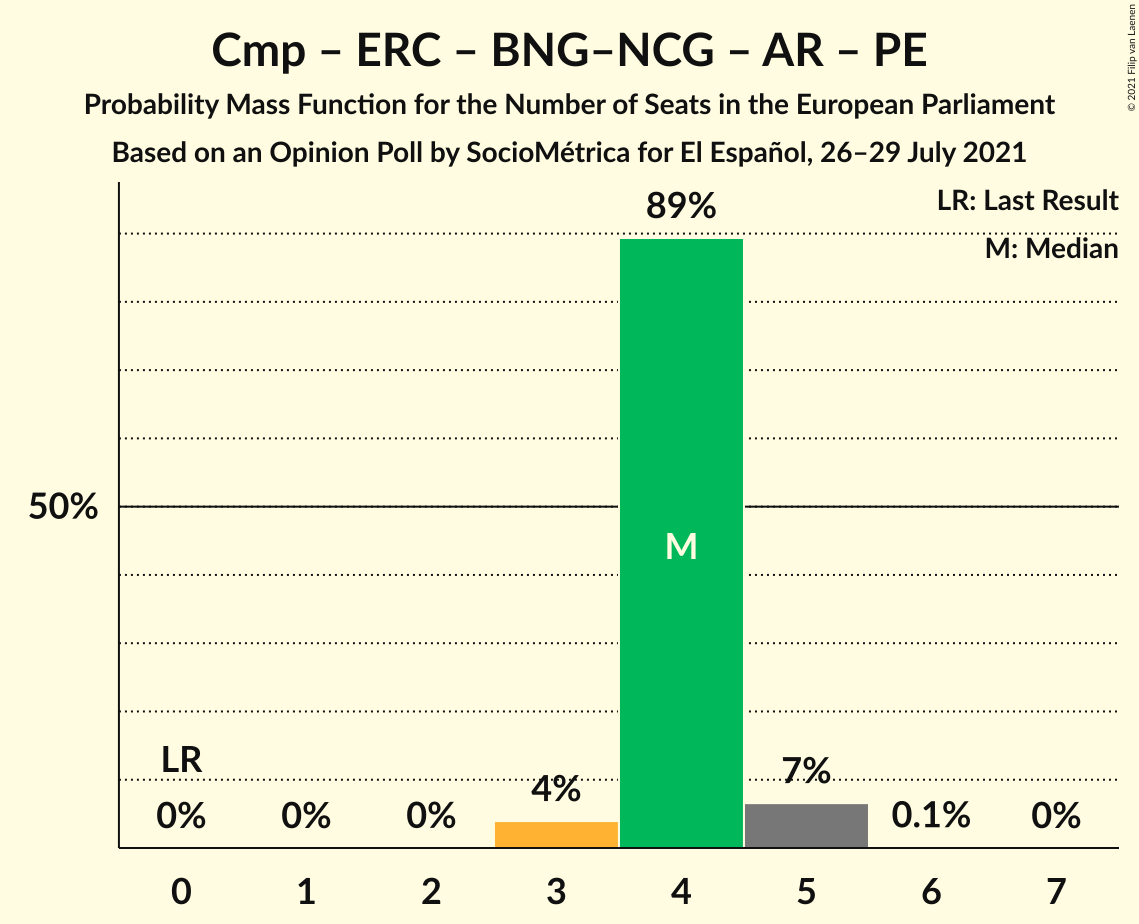 Cmp – ERC – BNG–NCG – AR – PE
Probability Mass Function for the Number of Seats in the European Parliament
Based on an Opinion Poll by SocioMétrica for El Español, 26–29 July 2021
© 2021 Filip van Laenen
LR: Last Result
M: Median
89%
50%
M
LR
0%
0%
0%
4%
7%
0.1%
0%
0
1
2
3
4
5
6
7